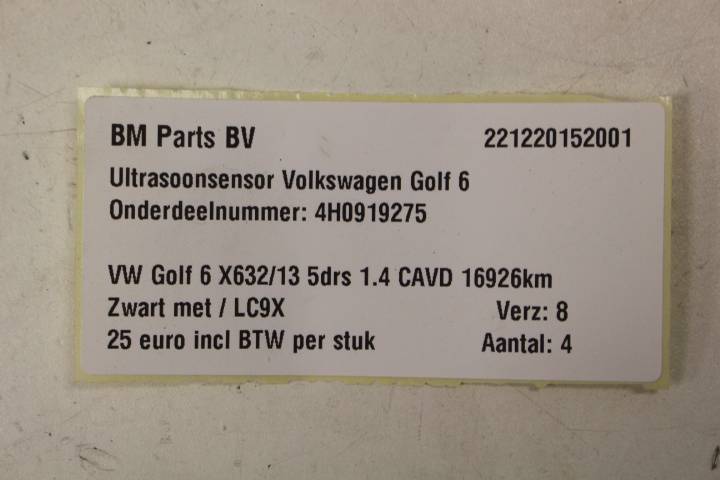 BM Parts BV 221220152001
Ultrasoonsensor Volkswagen Golf 6
Onderdeelnummer: 4H0919275
VW Golf 6 X632/13 5drs 1.4 CAVD 16926km
Zwart met / LC9X Verz: 8
25 euro incl BTW per stuk Aantal: 4